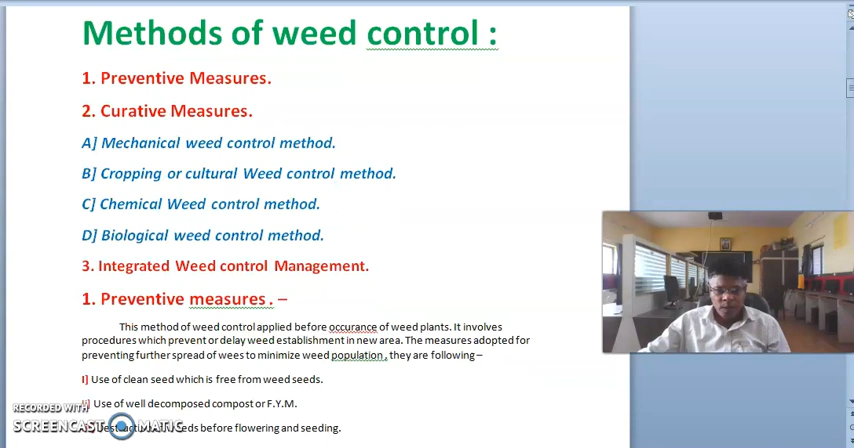 Methods of weed control :
1. Preventive Measures.
2. Curative Measures.
A] Mechanical weed control method.
B] Cropping or cultural Weed control method.
C] Chemical Weed control method.
D] Biological weed control method.
3. Integrated Weed control Management.
1. Preventive measures . –
This method of weed control applied before occurance of weed plants. It involves
procedures which prevent or delay weed establishment in new area. The measures adopted for
preventing further spread of wees to minimize weed population , they are following –
I] Use of clean seed which is free from weed seeds.
Use of well decomposed compost or F.Y.M.
before flowering and seeding.
RECORDED WITH
SCREENCAST MATIC